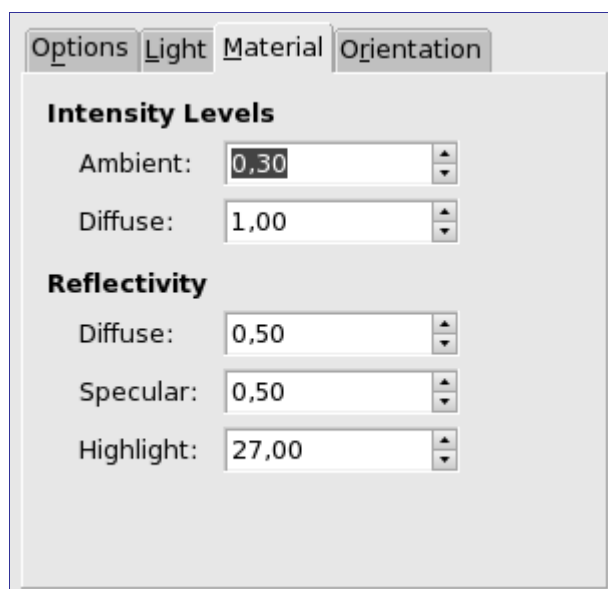 Options Light Material Orientation
Intensity Levels
Ambient: 0,30
Diffuse: 1,00
Reflectivity
Diffuse: 0,50
Specular: 0,50
Highlight: 27,00